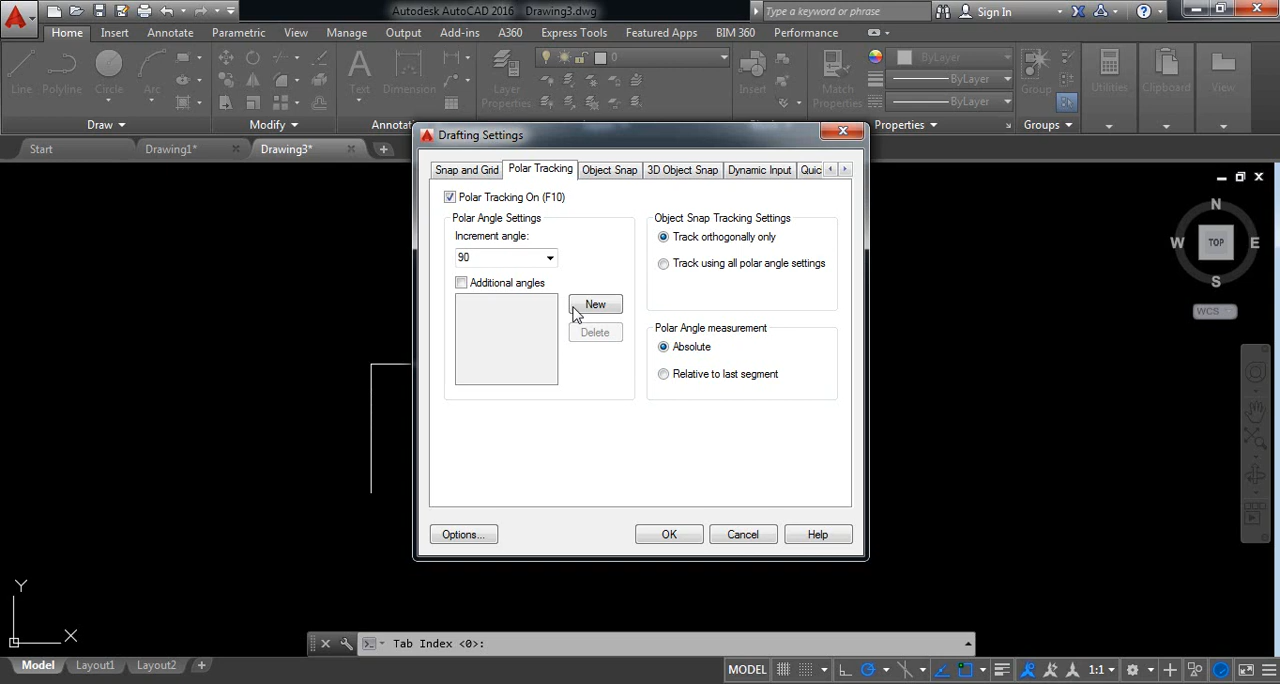 Autodesk AutoCAD 2016 Drawing3.dwg
Type a keyword or phrase
Sign In
Home Insert Annotate Parametric View Manage Output Add-ins A360 Express Tools Featured Apps BIM 360 Performance
Line Polyline Circle Arc
Text Dimension
Layer
Properties
0
Insert
Match
Properties
ByLayer
ByLayer
ByLayer
Group
Utilities
Clipboard
View
Draw Modify Annotat Properties Groups
Start Drawing1* Drawing3*
Drafting Settings
Snap and Grid Polar Tracking Object Snap 3D Object Snap Dynamic Input Quic
Polar Tracking On (F10)
Polar Angle Settings
Increment angle:
90
Additional angles
New
Delete
Object Snap Tracking Settings
Track orthogonally only
Track using all polar angle settings
Polar Angle measurement
Absolute
Relative to last segment
Options... OK Cancel Help
N
W TOP E
S
WCS
Y
X
Tab Index <0>:
Model Layout1 Layout2
MODEL 1:1